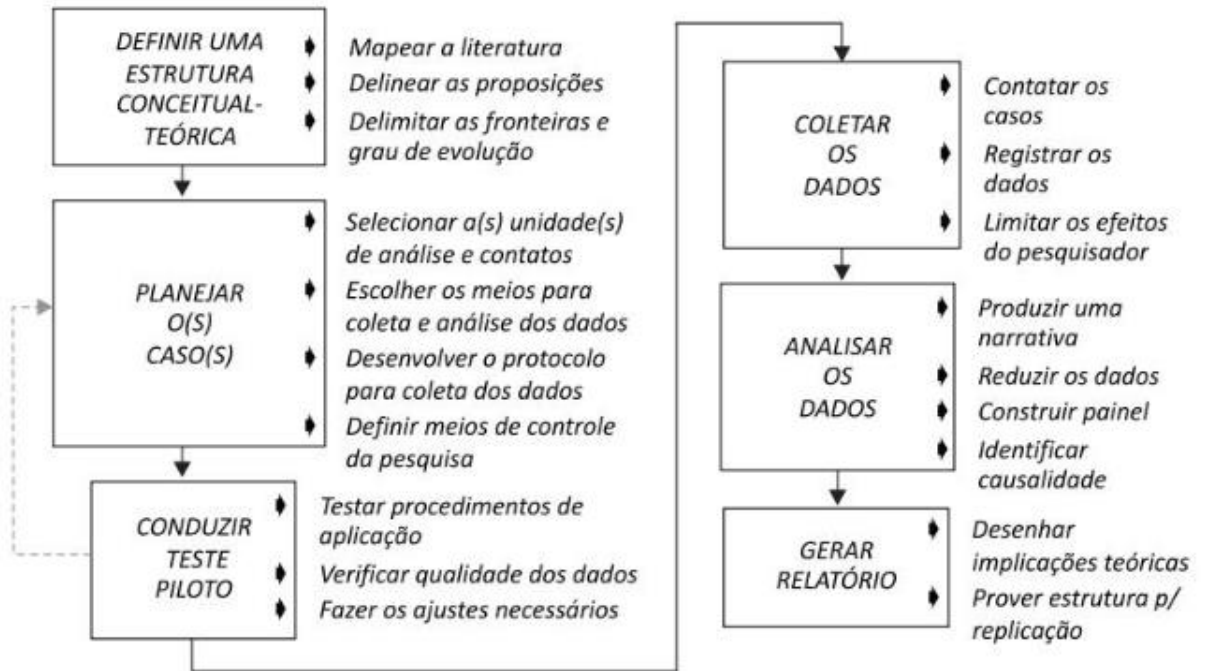 DEFINIR UMA
ESTRUTURA
CONCEITUAL-
TEÓRICA
Mapear a literatura
Delinear as proposições
Delimitar as fronteiras e
grau de evolução
PLANEJAR
O(S)
CASO(S)
Selecionar a(s) unidade(s)
de análise e contatos
Escolher os meios para
coleta e análise dos dados
Desenvolver o protocolo
para coleta dos dados
Definir meios de controle
da pesquisa
CONDUZIR
TESTE
PILOTO
Testar procedimentos de
aplicação
Verificar qualidade dos dados
Fazer os ajustes necessários
COLETAR
OS
DADOS
Contatar os
casos
Registrar os
dados
Limitar os efeitos
do pesquisador
ANALISAR
OS
DADOS
Produzir uma
narrativa
Reduzir os dados
Construir painel
Identificar
causalidade
GERAR
RELATÓRIO
Desenhar
implicações teóricas
Prover estrutura p/
replicação